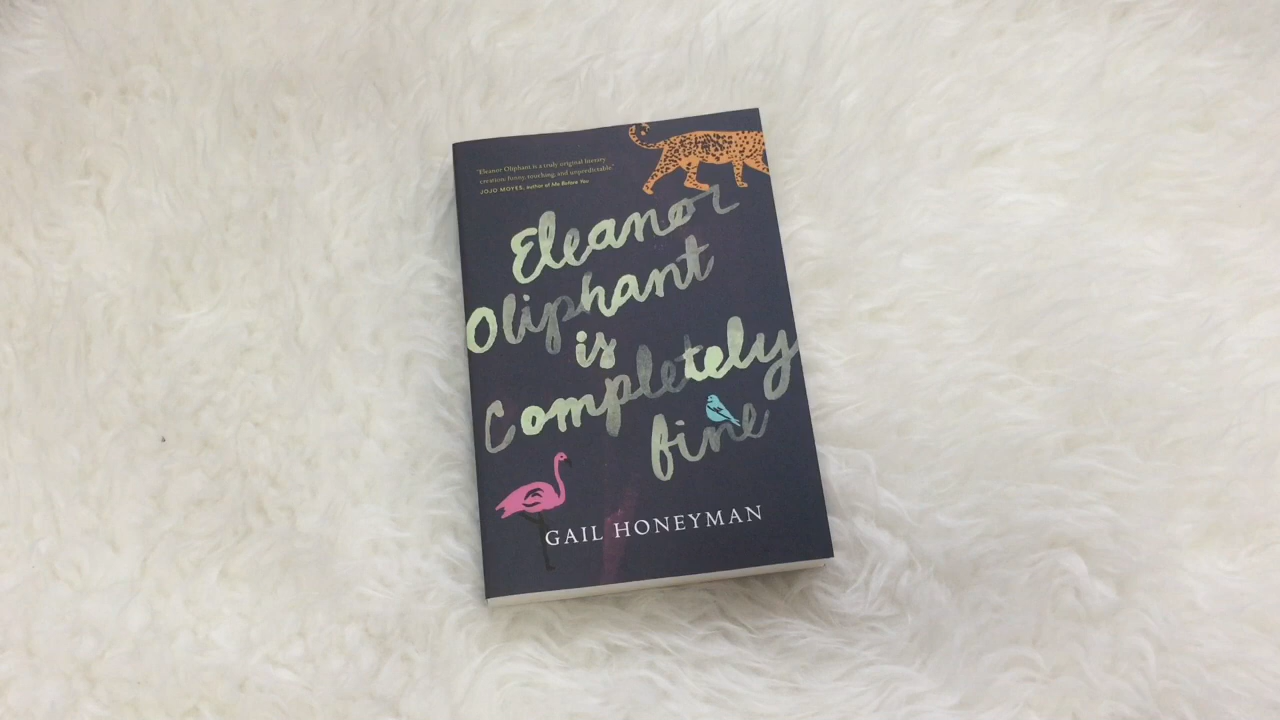 "Eleanor Oliphant is a truly original literary
creation: funny, touching, and unpredictable"
JOJO MOYES, author of Me Before You
Eleanor
Oliphant
is
Completely
fine
GAIL HONEYMAN